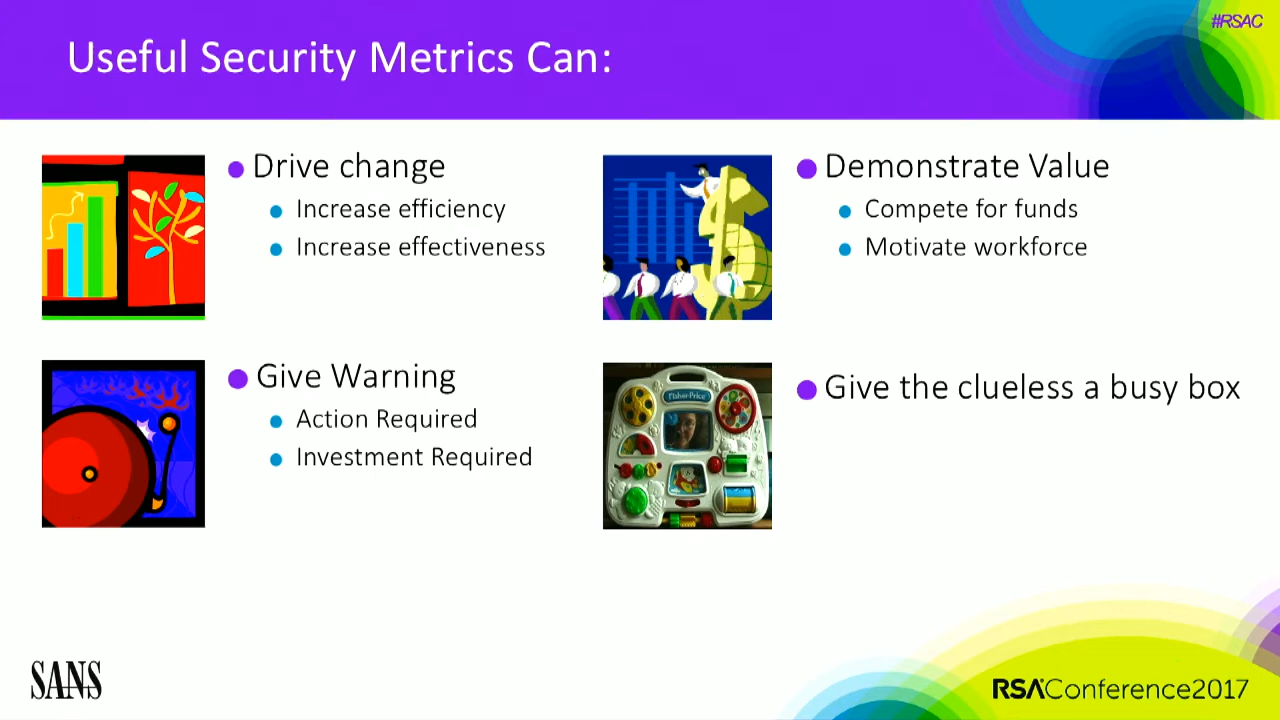 #RSAC
Useful Security Metrics Can:
Drive change
Increase efficiency
Increase effectiveness
Demonstrate Value
Compete for funds
Motivate workforce
Give Warning
Action Required
Investment Required
Fisher-Price
Give the clueless a busy box
SANS
RSAConference2017